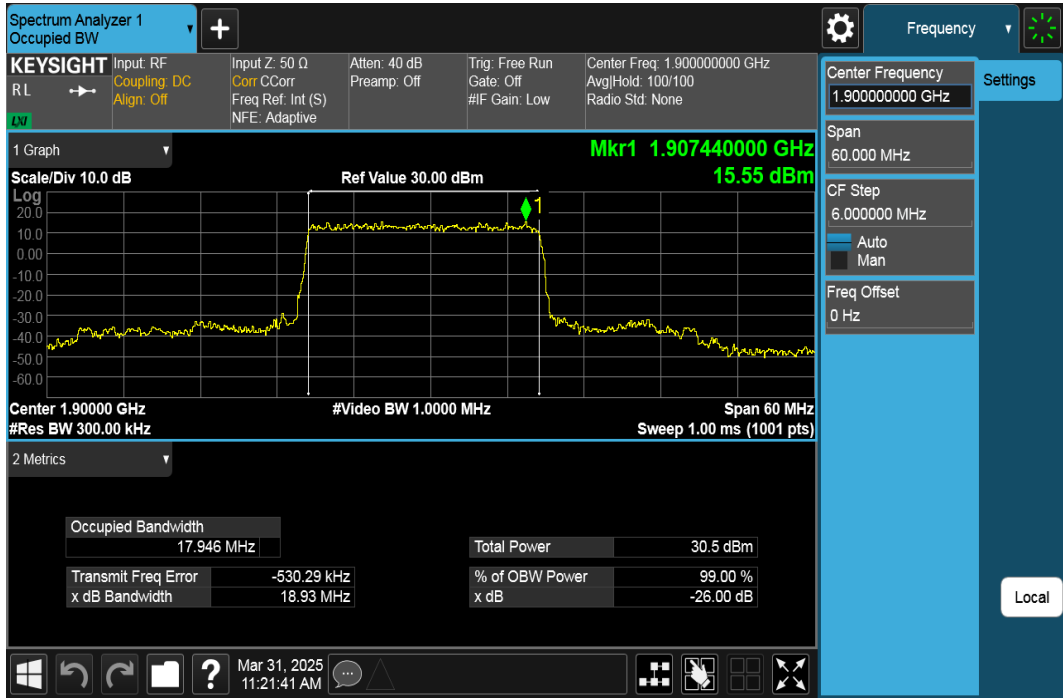 Spectrum Analyzer 1
Occupied BW
Frequency
KEYSIGHT
RL
LXI
Input: RF
Coupling: DC
Align: Off
Input Z: 50 Ω
Corr CCorr
Freq Ref: Int (S)
NFE: Adaptive
Atten: 40 dB
Preamp: Off
Trig: Free Run
Gate: Off
#IF Gain: Low
Center Freq: 1.900000000 GHz
Avg|Hold: 100/100
Radio Std: None
Center Frequency
1.900000000 GHz
Settings
Span
60.000 MHz
CF Step
6.000000 MHz
Auto
Man
Freq Offset
0 Hz
Local
1 Graph
Mkr1 1.907440000 GHz
15.55 dBm
Scale/Div 10.0 dB
Ref Value 30.00 dBm
Log
20.0
10.0
0.00
-10.0
-20.0
-30.0
-40.0
-50.0
-60.0
1
Center 1.90000 GHz
#Video BW 1.0000 MHz
Span 60 MHz
#Res BW 300.00 kHz
Sweep 1.00 ms (1001 pts)
2 Metrics
Occupied Bandwidth
17.946 MHz
Total Power 30.5 dBm
Transmit Freq Error -530.29 kHz
% of OBW Power 99.00 %
x dB Bandwidth 18.93 MHz
x dB -26.00 dB
?
Mar 31, 2025
11:21:41 AM